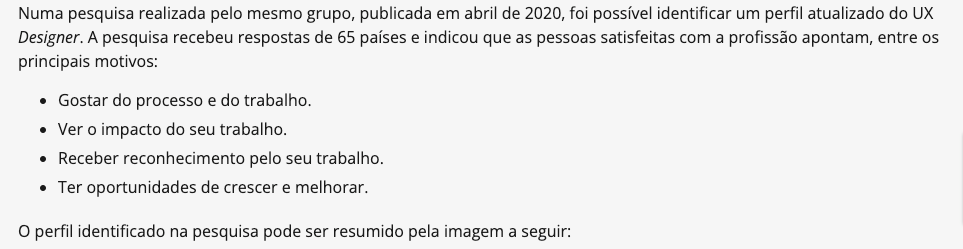 Numa pesquisa realizada pelo mesmo grupo, publicada em abril de 2020, foi possível identificar um perfil atualizado do UX
Designer. A pesquisa recebeu respostas de 65 países e indicou que as pessoas satisfeitas com a profissão apontam, entre os
principais motivos:
• Gostar do processo e do trabalho.
• Ver o impacto do seu trabalho.
• Receber reconhecimento pelo seu trabalho.
• Ter oportunidades de crescer e melhorar.
O perfil identificado na pesquisa pode ser resumido pela imagem a seguir: